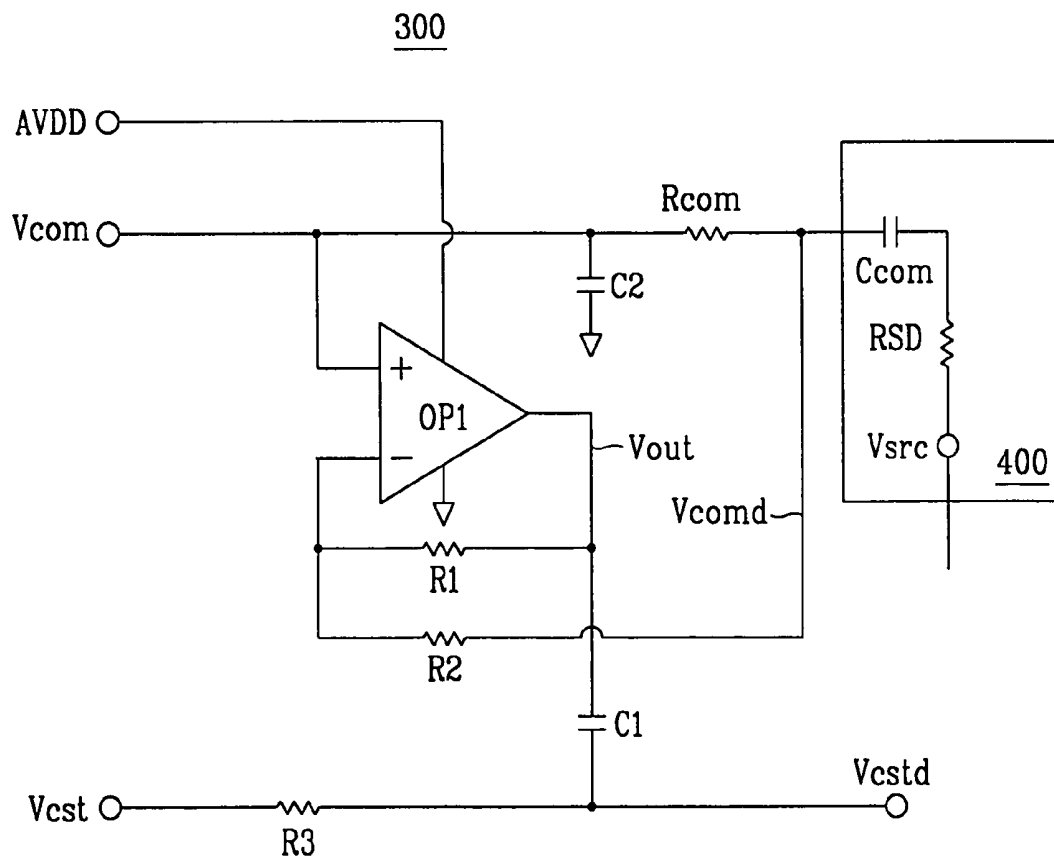 300
AVDD
Vcom
Rcom
Ccom
C2
RSD
+
OP1
−
Vout
Vsrc
400
Vcomd
R1
R2
C1
Vcst
Vcstd
R3